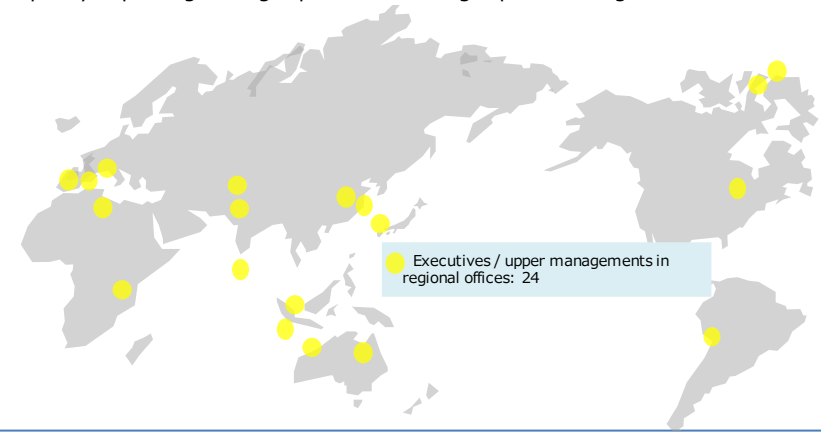 Executives / upper managements in
regional offices: 24